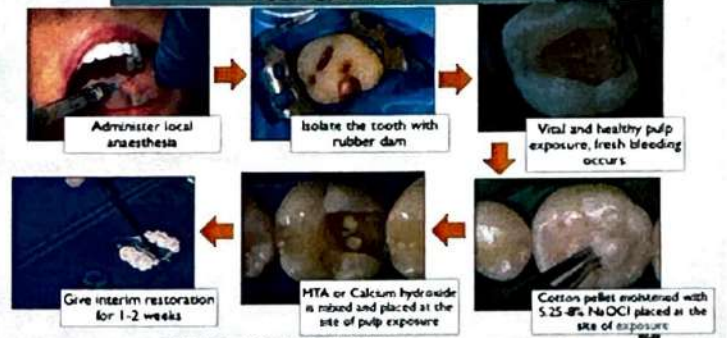 Administer local
anaesthesia
Isolate the tooth with
rubber dam
Vital and healthy pulp
exposure, fresh bleeding
occurs
Cotton pellet moistened with
5.25-8% NaOCl placed at the
site of exposure
MTA or Calcium hydroxide
is mixed and placed at the
site of pulp exposure
Give interim restoration
for 1-2 weeks